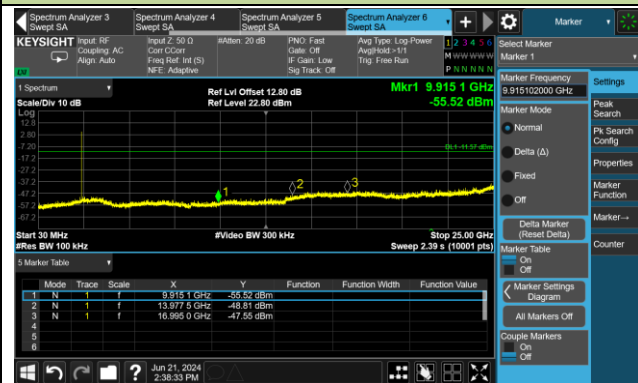 Spectrum Analyzer 3
Swept SA
Spectrum Analyzer 4
Swept SA
Spectrum Analyzer 5
Swept SA
Spectrum Analyzer 6
Swept SA
Marker
KEYSIGHT
Input: RF
Coupling: AC
Align: Auto
Input Z: 50 Ω
Corr CCorr
Freq Ref: Int (S)
NFE: Adaptive
#Atten: 20 dB
PNO: Fast
Gate: Off
IF Gain: Low
Sig Track: Off
Avg Type: Log-Power
Avg|Hold:>1/1
Trig: Free Run
1 2 3 4 5 6
M W W W W W
P N N N N N
Select Marker
Marker 1
1 Spectrum
Scale/Div 10 dB
Log
Ref Lvl Offset 12.80 dB
Ref Level 22.80 dBm
Mkr1 9.915 1 GHz
-55.52 dBm
12.8
2.80
-7.20
-17.2
-27.2
-37.2
-47.2
-57.2
-67.2
DL1 -11.57 dBm
1
2
3
Start 30 MHz
#Res BW 100 kHz
#Video BW 300 kHz
Stop 25.00 GHz
Sweep 2.39 s (10001 pts)
5 Marker Table
Mode Trace Scale X Y Function Function Width Function Value
1 N 1 f 9.915 1 GHz -55.52 dBm
2 N 1 f 13.977 5 GHz -48.81 dBm
3 N 1 f 16.995 0 GHz -47.55 dBm
4
5
6
Marker Frequency
9.915102000 GHz
Marker Mode
Normal
Delta (Δ)
Fixed
Off
Delta Marker
(Reset Delta)
Marker Table
On
Off
Marker Settings
Diagram
All Markers Off
Couple Markers
On
Off
Settings
Peak
Search
Pk Search
Config
Properties
Marker
Function
Marker→
Counter
Jun 21, 2024
2:38:33 PM